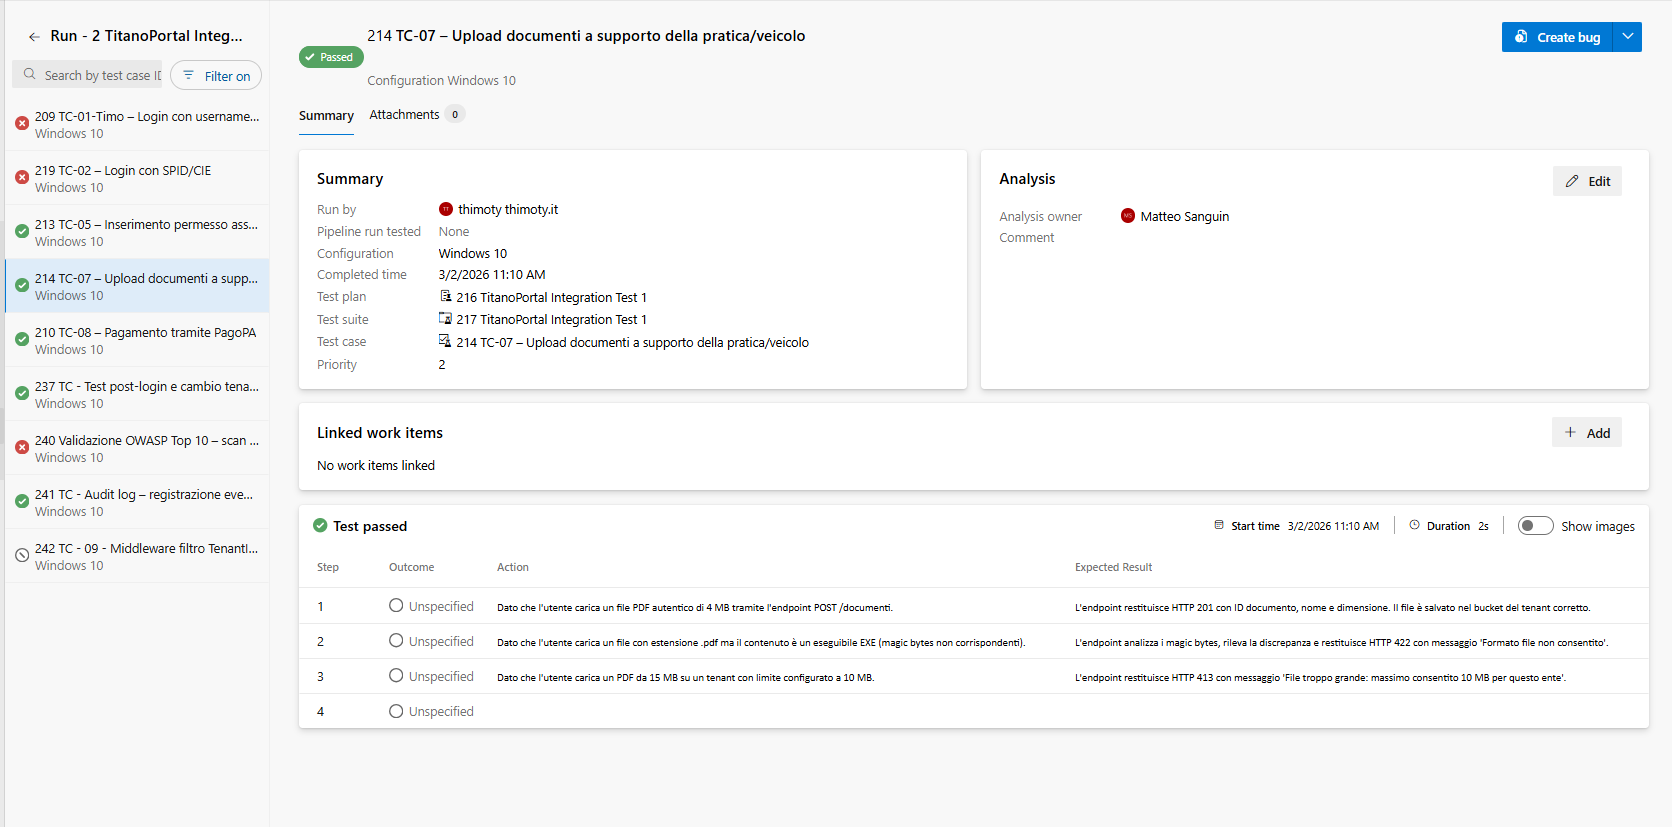 Run - 2 TitanoPortal Integ...
Search by test case ID
Filter on
209 TC-01-Timo – Login con username...
Windows 10
219 TC-02 – Login con SPID/CIE
Windows 10
213 TC-05 – Inserimento permesso ass...
Windows 10
214 TC-07 – Upload documenti a supp...
Windows 10
210 TC-08 – Pagamento tramite PagoPA
Windows 10
237 TC - Test post-login e cambio tena...
Windows 10
240 Validazione OWASP Top 10 – scan ...
Windows 10
241 TC - Audit log – registrazione eve...
Windows 10
242 TC - 09 - Middleware filtro TenantI...
Windows 10
214 TC-07 – Upload documenti a supporto della pratica/veicolo
Passed
Configuration Windows 10
Create bug
Summary
Attachments 0
Summary
Run by TT thimoty thimoty.it
Pipeline run tested None
Configuration Windows 10
Completed time 3/2/2026 11:10 AM
Test plan 216 TitanoPortal Integration Test 1
Test suite 217 TitanoPortal Integration Test 1
Test case 214 TC-07 – Upload documenti a supporto della pratica/veicolo
Priority 2
Analysis
Edit
Analysis owner MS Matteo Sanguin
Comment
Linked work items
Add
No work items linked
Test passed
Start time 3/2/2026 11:10 AM
Duration 2s
Show images
Step Outcome Action Expected Result
1 Unspecified Dato che l'utente carica un file PDF autentico di 4 MB tramite l'endpoint POST /documenti. L'endpoint restituisce HTTP 201 con ID documento, nome e dimensione. Il file è salvato nel bucket del tenant corretto.
2 Unspecified Dato che l'utente carica un file con estensione .pdf ma il contenuto è un eseguibile EXE (magic bytes non corrispondenti). L'endpoint analizza i magic bytes, rileva la discrepanza e restituisce HTTP 422 con messaggio 'Formato file non consentito'.
3 Unspecified Dato che l'utente carica un PDF da 15 MB su un tenant con limite configurato a 10 MB. L'endpoint restituisce HTTP 413 con messaggio 'File troppo grande: massimo consentito 10 MB per questo ente'.
4 Unspecified